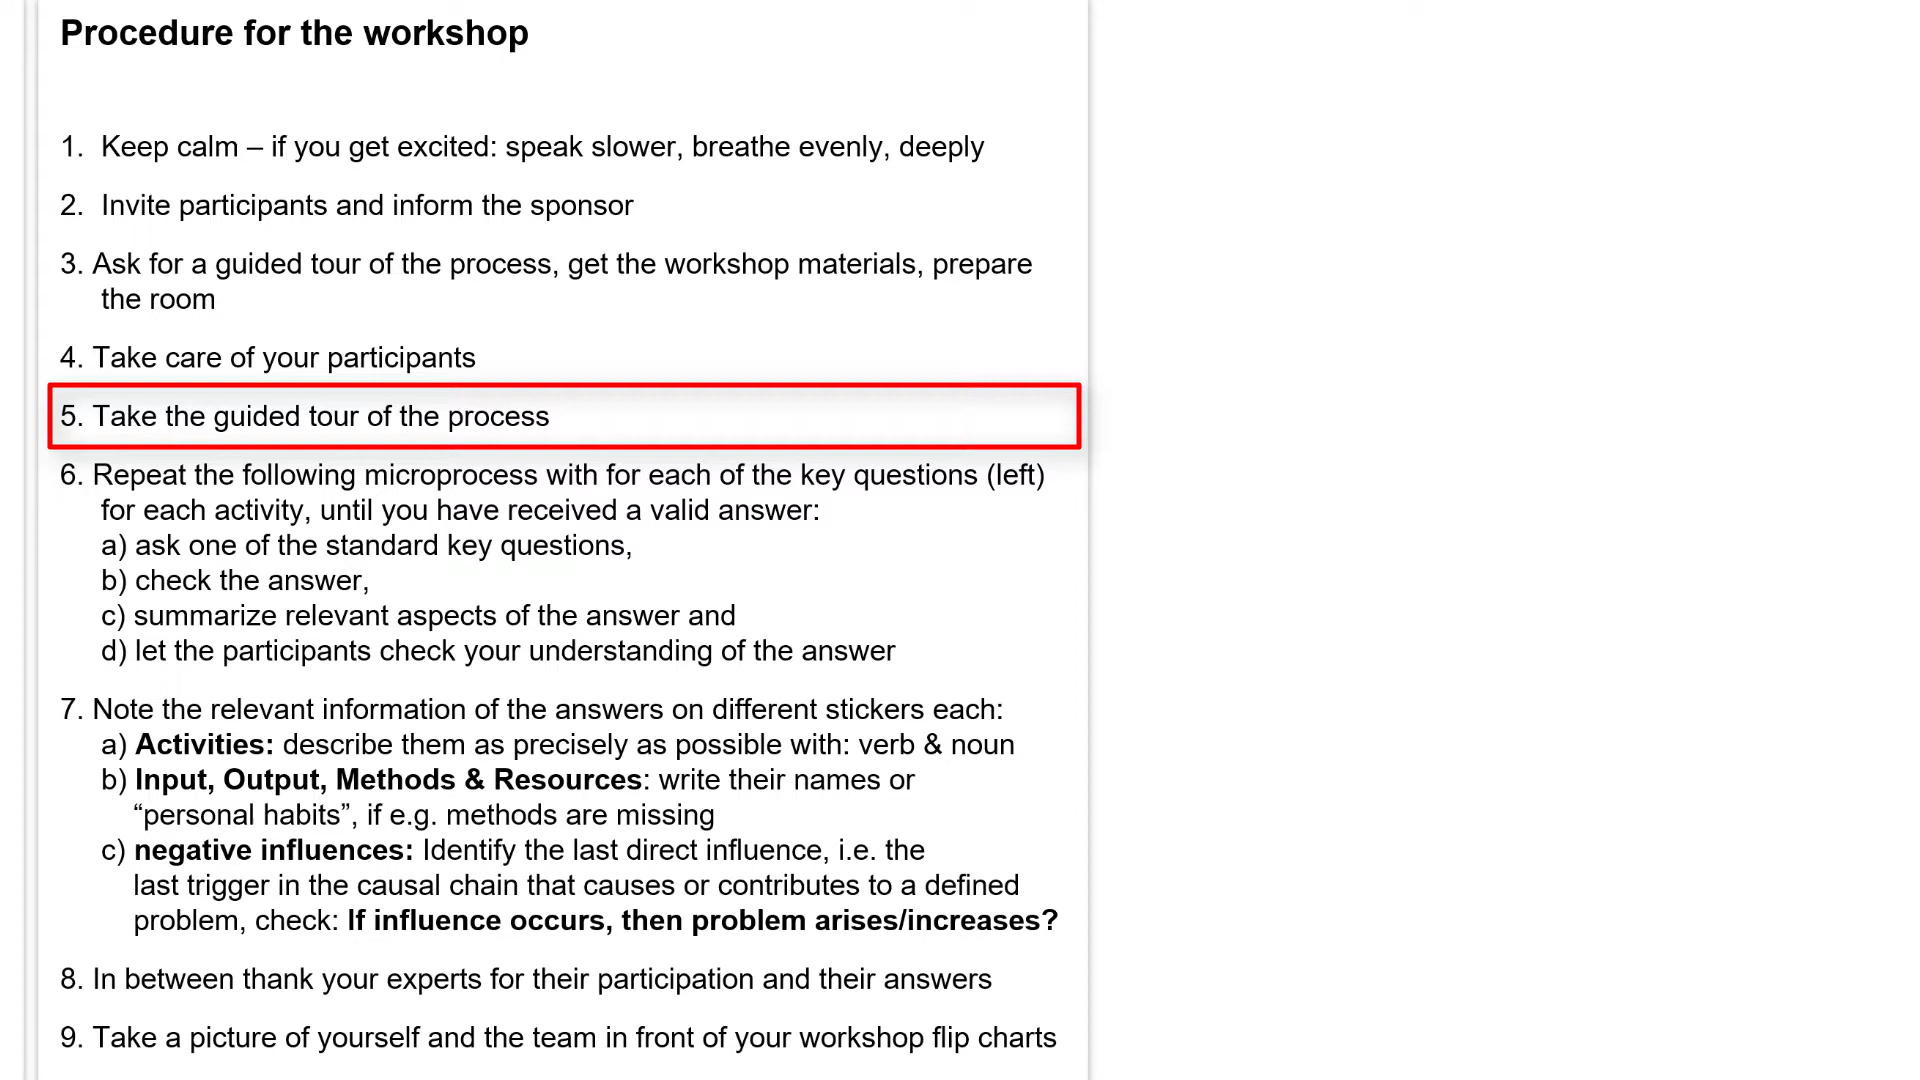 Procedure for the workshop
1. Keep calm – if you get excited: speak slower, breathe evenly, deeply
2. Invite participants and inform the sponsor
3. Ask for a guided tour of the process, get the workshop materials, prepare
the room
4. Take care of your participants
5. Take the guided tour of the process
6. Repeat the following microprocess with for each of the key questions (left)
for each activity, until you have received a valid answer:
a) ask one of the standard key questions,
b) check the answer,
c) summarize relevant aspects of the answer and
d) let the participants check your understanding of the answer
7. Note the relevant information of the answers on different stickers each:
a) Activities: describe them as precisely as possible with: verb & noun
b) Input, Output, Methods & Resources: write their names or
“personal habits”, if e.g. methods are missing
c) negative influences: Identify the last direct influence, i.e. the
last trigger in the causal chain that causes or contributes to a defined
problem, check: If influence occurs, then problem arises/increases?
8. In between thank your experts for their participation and their answers
9. Take a picture of yourself and the team in front of your workshop flip charts